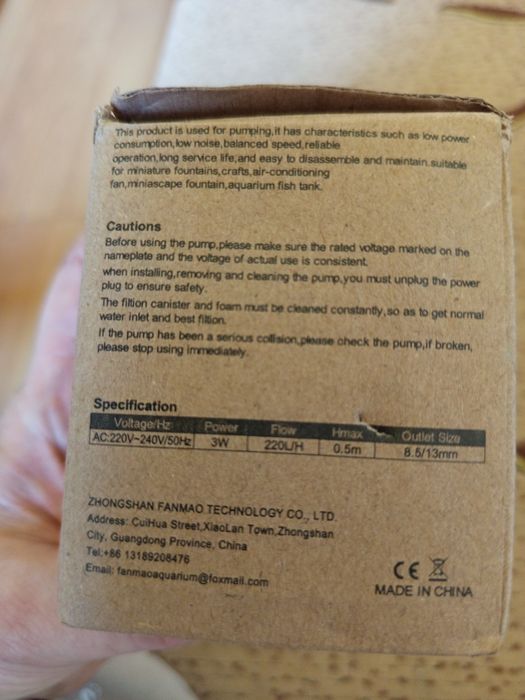 This product is used for pumping,it has characteristics such as low power
consumption,low noise,balanced speed,reliable
operation,long service life,and easy to disassemble and maintain.suitable
for miniature fountains,crafts,air-conditioning
fan,miniascape fountain,aquarium fish tank.
Cautions
Before using the pump,please make sure the rated voltage marked on the
nameplate and the voltage of actual use is consistent.
when installing,removing and cleaning the pump,you must unplug the power
plug to ensure safety.
The filtion canister and foam must be cleaned constantly,so as to get normal
water inlet and best filtion.
If the pump has been a serious collision,please check the pump,if broken,
please stop using immediately.
Specification
Voltage/Hz Power Flow Hmax Outlet Size
AC:220V~240V/50Hz 3W 220L/H 0.5m 8.5/13mm
ZHONGSHAN FANMAO TECHNOLOGY CO., LTD.
Address: CuiHua Street,XiaoLan Town,Zhongshan
City, Guangdong Province, China
Tel:+86 13189208476
Email: fanmaoaquarium@foxmail.com
CE
MADE IN CHINA